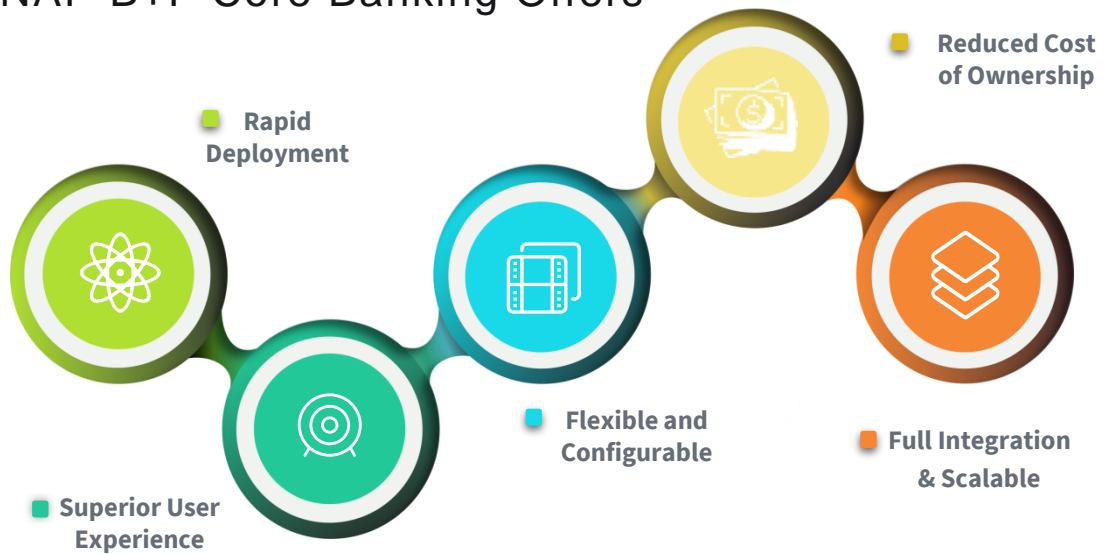 Core Banking Offers
Reduced Cost
of Ownership
Rapid
Deployment
Flexible and
Configurable
Full Integration
& Scalable
Superior User
Experience